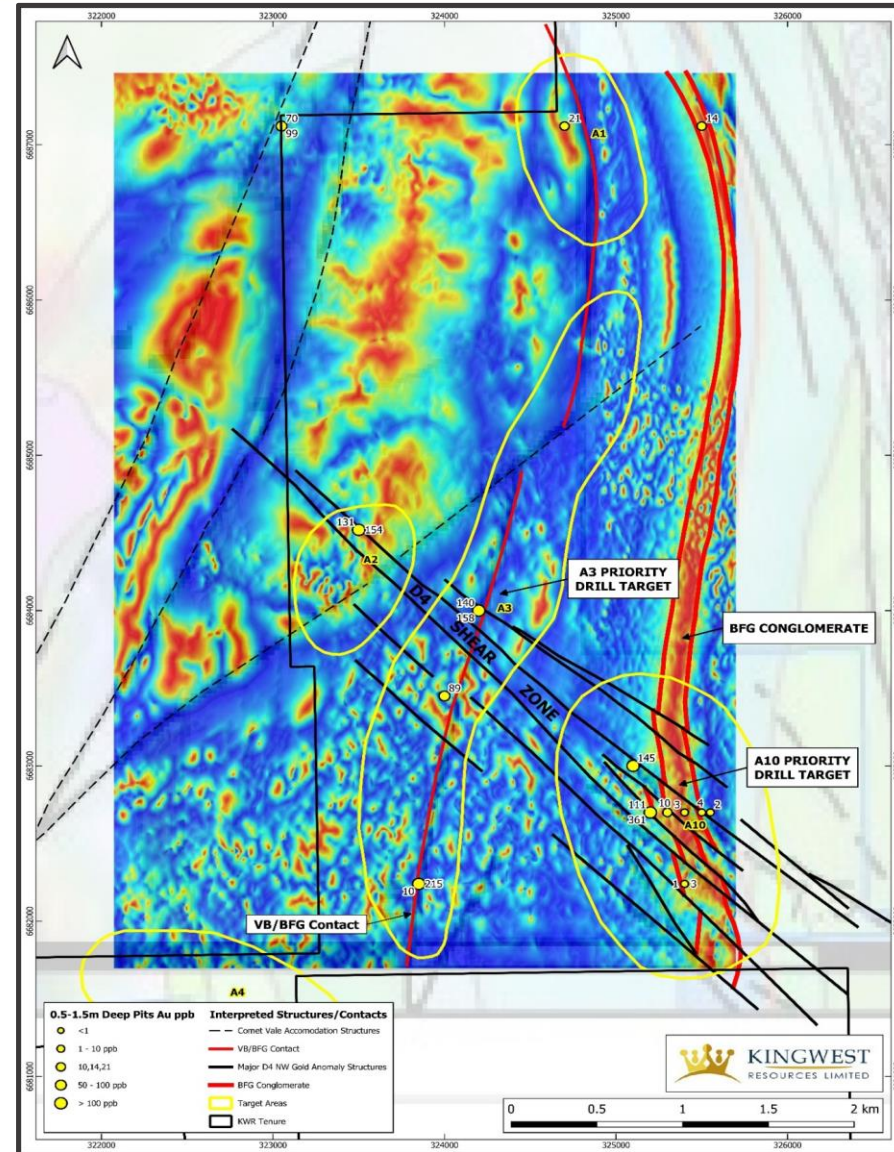 322000 323000 324000 325000 326000
6687000
6686000
6685000
6684000
6683000
6682000
6681000
70
99
21
A1
14
131 154
A2
D4
SHEAR
ZONE
140
158
A3
A3 PRIORITY
DRILL TARGET
BFG CONGLOMERATE
89
145
A10 PRIORITY
DRILL TARGET
111
361
10 3 4 2
A10
1 3
10 215
VB/BFG Contact
A4
0.5-1.5m Deep Pits Au ppb
<1
1 - 10 ppb
10,14,21
50 - 100 ppb
> 100 ppb
Interpreted Structures/Contacts
Comet Vale Accomodation Structures
VB/BFG Contact
Major D4 NW Gold Anomaly Structures
BFG Conglomerate
Target Areas
KWR Tenure
KINGWEST
RESOURCES LIMITED
0 0.5 1 1.5 2 km
322000 323000 324000 325000 326000